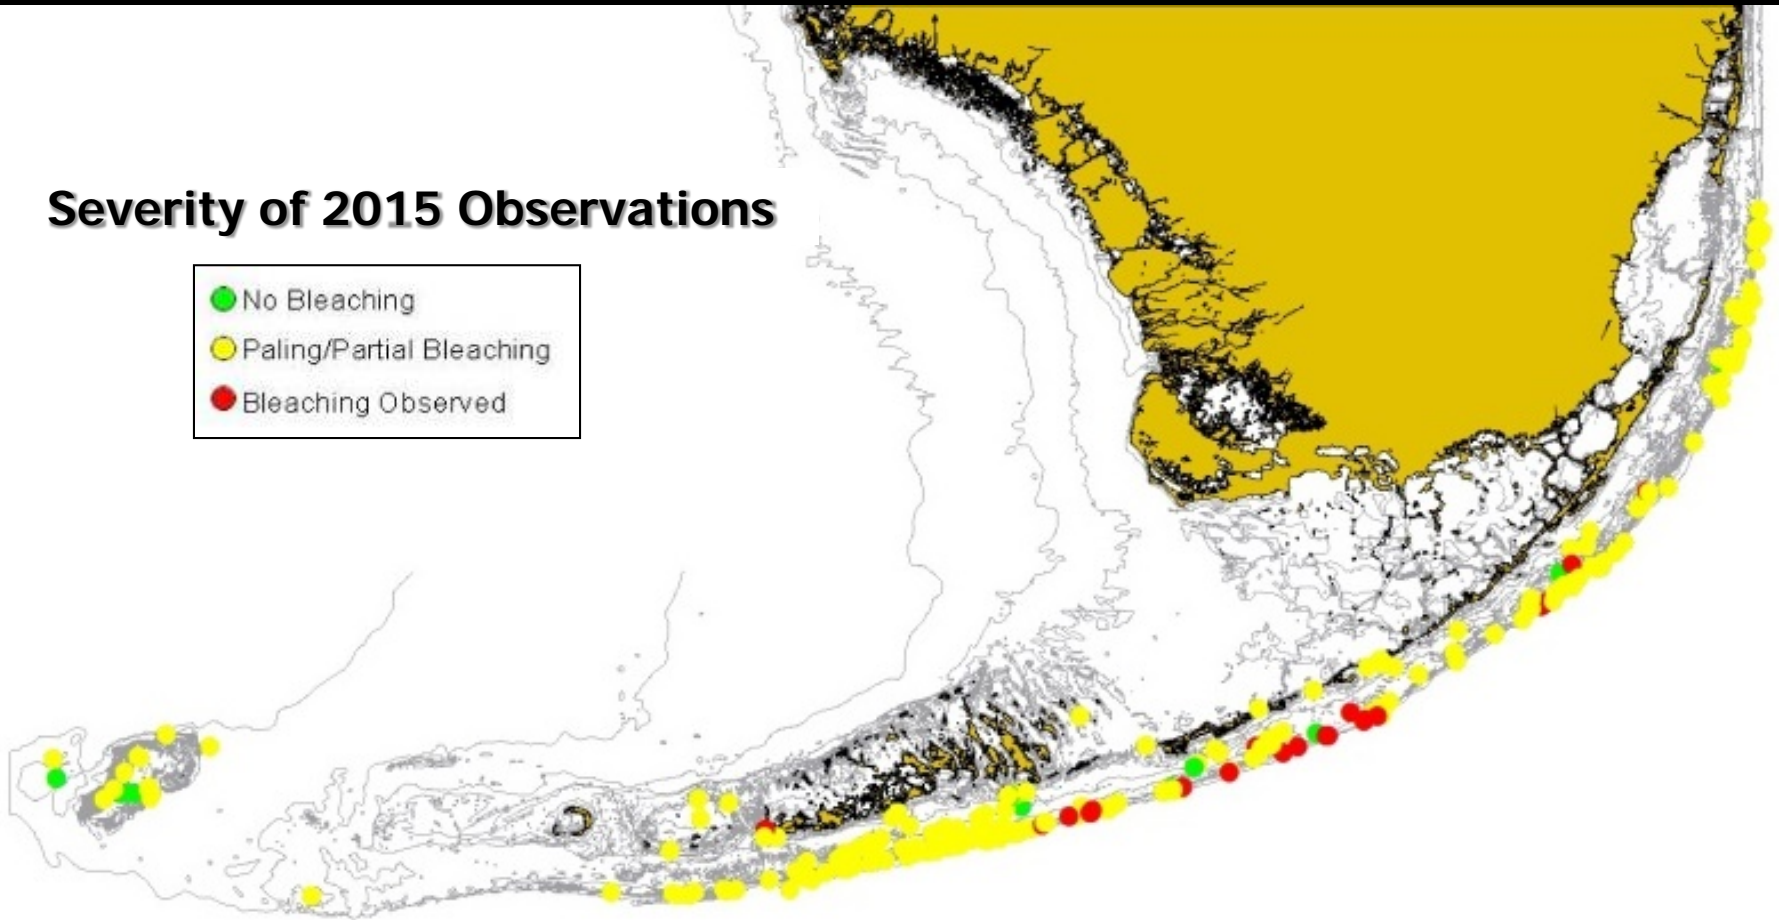 Severity of 2015 Observations
No Bleaching
Paling/Partial Bleaching
Bleaching Observed